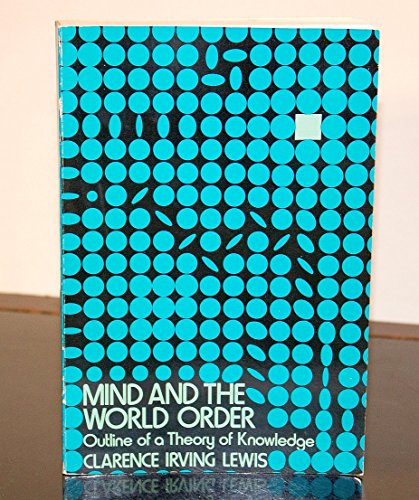 MIND AND THE
WORLD ORDER
Outline of a Theory of Knowledge
CLARENCE IRVING LEWIS